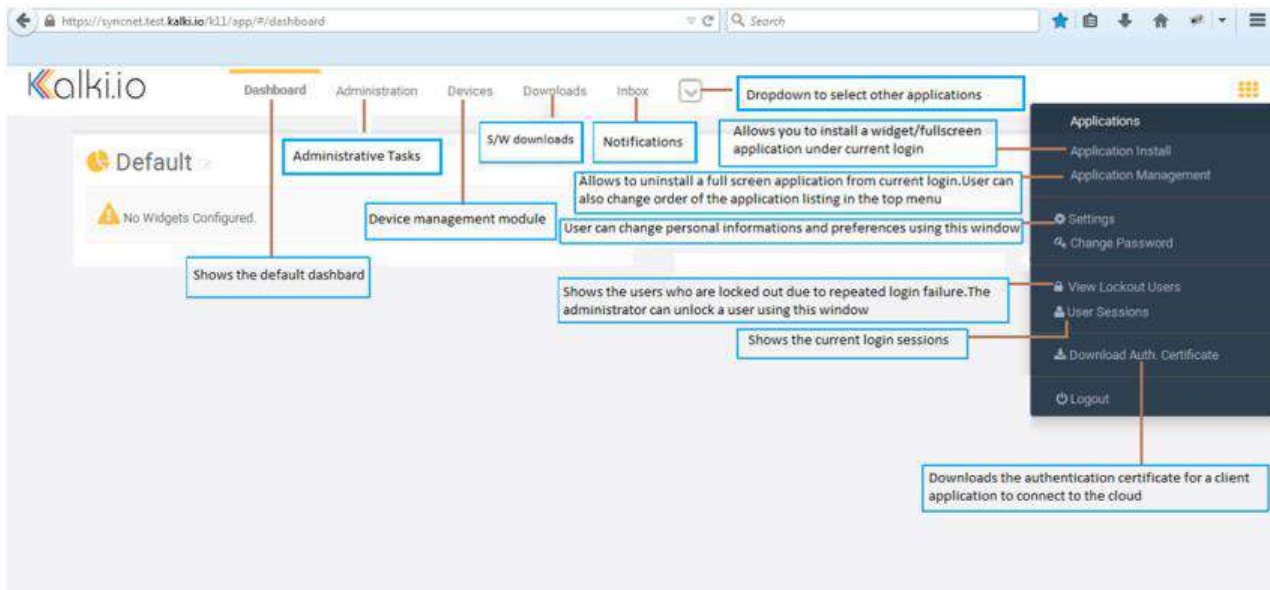 https://syncnet.test.kalki.io/k11/app/#/dashboard
Search
Kalki.io
Dashboard
Administration
Devices
Downloads
Inbox
Dropdown to select other applications
Applications
S/W downloads
Notifications
Allows you to install a widget/fullscreen
application under current login
Application Install
Administrative Tasks
Default
Allows to uninstall a full screen application from current login.User can
also change order of the application listing in the top menu
Application Management
No Widgets Configured.
Device management module
User can change personal informations and preferences using this window
Settings
Change Password
Shows the default dashbard
Shows the users who are locked out due to repeated login failure.The
administrator can unlock a user using this window
View Lockout Users
User Sessions
Shows the current login sessions
Download Auth. Certificate
Logout
Downloads the authentication certificate for a client
application to connect to the cloud